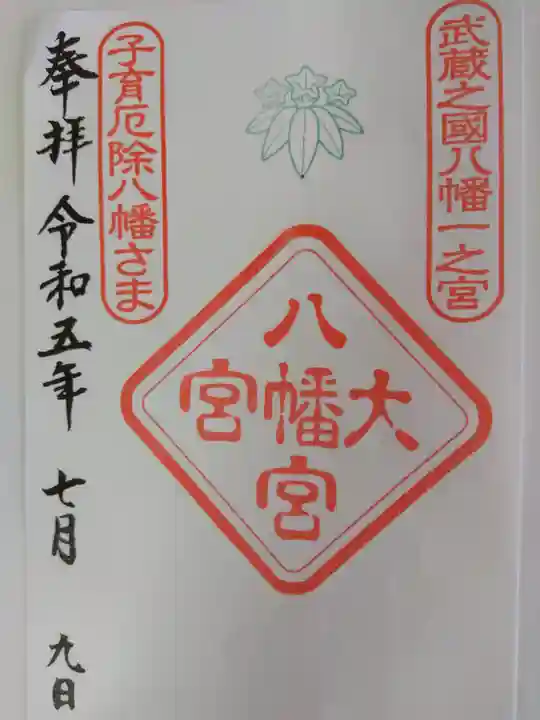 武蔵之國八幡一之宮
大
八幡宮
宮
子育厄除八幡さま
奉拝 令和五年 七月 九日